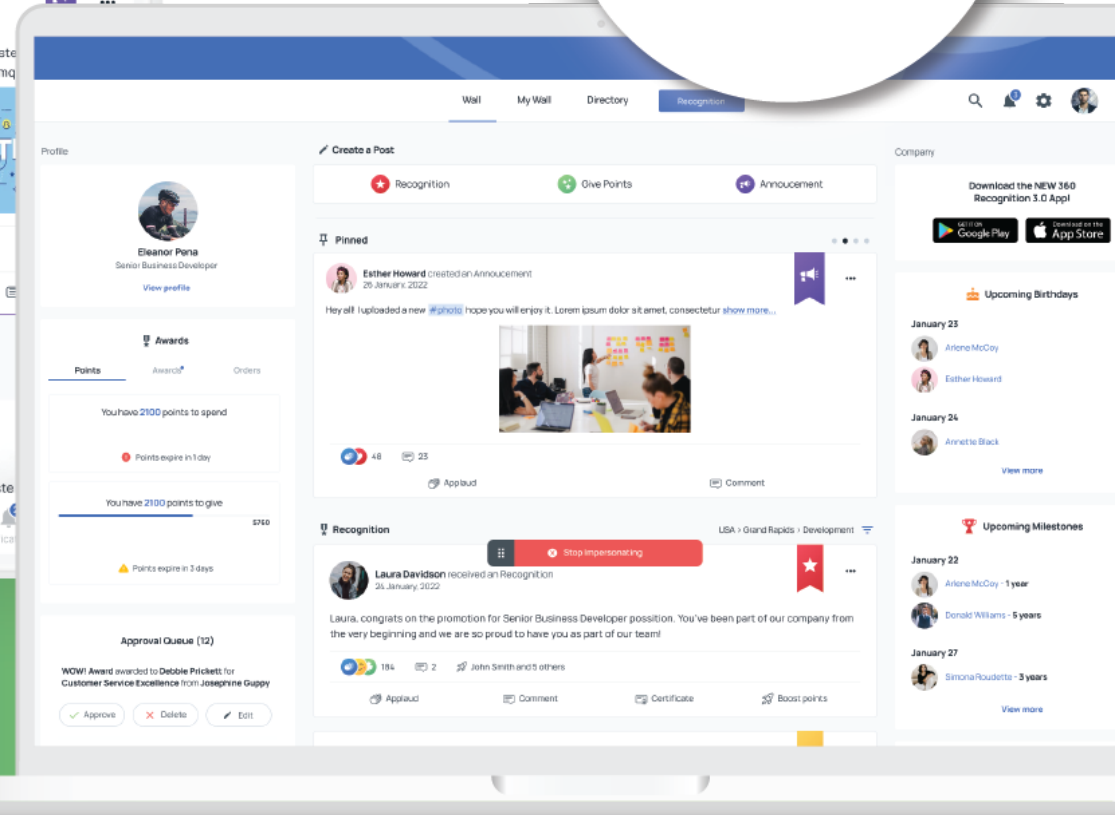 Wall My Wall Directory Recognition
Profile
Eleanor Pena
Senior Business Developer
View profile
Awards
Points Awards Orders
You have 2100 points to spend
Points expire in 1 day
You have 2100 points to give
$760
Points expire in 3 days
Approval Queue (12)
WOW! Award awarded to Debbie Prickett for
Customer Service Excellence from Josephine Guppy
Approve Delete Edit
Create a Post
Recognition Give Points Annoucement
Pinned
Esther Howard created an Annoucement
26 January, 2022
Hey all! I uploaded a new #photo hope you will enjoy it. Lorem ipsum dolor sit amet, consectetur show more...
48 23
Applaud Comment
Recognition USA > Grand Rapids > Development
Stop Impersonating
Laura Davidson received an Recognition
24 January, 2022
Laura, congrats on the promotion for Senior Business Developer possition. You've been part of our company from
the very beginning and we are so proud to have you as part of our team!
184 2 John Smith and 5 others
Applaud Comment Certificate Boost points
Company
Download the NEW 360
Recognition 3.0 App!
GET IT ON
Google Play
Download on the
App Store
Upcoming Birthdays
January 23
Arlene McCoy
Esther Howard
January 24
Annette Black
View more
Upcoming Milestones
January 22
Arlene McCoy - 1 year
Donald Williams - 5 years
January 27
Simona Roudette - 3 years
View more